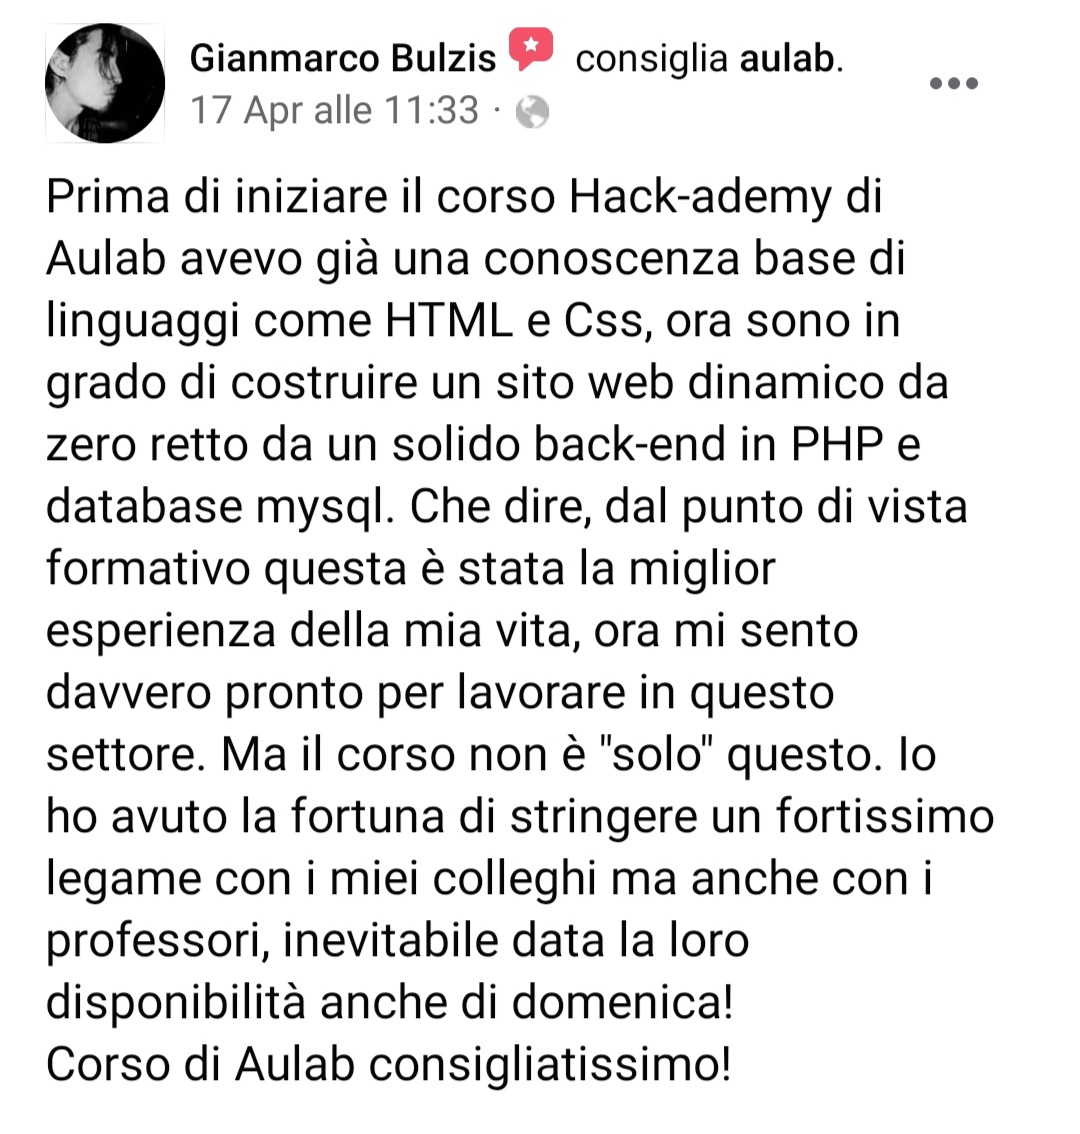 Gianmarco Bulzis consiglia aulab.
17 Apr alle 11:33 ·
Prima di iniziare il corso Hack-ademy di
Aulab avevo già una conoscenza base di
linguaggi come HTML e Css, ora sono in
grado di costruire un sito web dinamico da
zero retto da un solido back-end in PHP e
database mysql. Che dire, dal punto di vista
formativo questa è stata la miglior
esperienza della mia vita, ora mi sento
davvero pronto per lavorare in questo
settore. Ma il corso non è "solo" questo. Io
ho avuto la fortuna di stringere un fortissimo
legame con i miei colleghi ma anche con i
professori, inevitabile data la loro
disponibilità anche di domenica!
Corso di Aulab consigliatissimo!